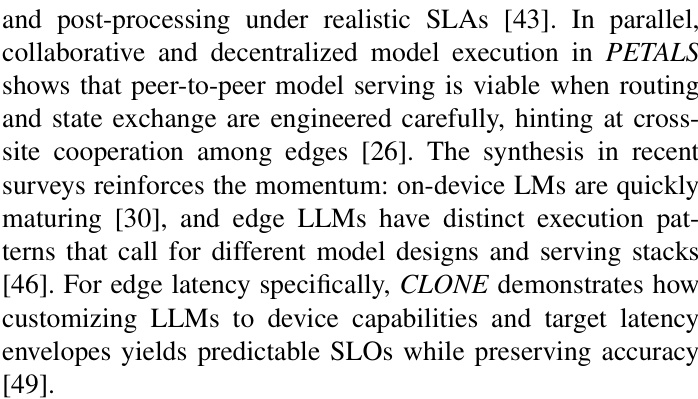 and post-processing under realistic SLAs [43]. In parallel,
collaborative and decentralized model execution in PETALS
shows that peer-to-peer model serving is viable when routing
and state exchange are engineered carefully, hinting at cross-
site cooperation among edges [26]. The synthesis in recent
surveys reinforces the momentum: on-device LMs are quickly
maturing [30], and edge LLMs have distinct execution pat-
terns that call for different model designs and serving stacks
[46]. For edge latency specifically, CLONE demonstrates how
customizing LLMs to device capabilities and target latency
envelopes yields predictable SLOs while preserving accuracy
[49].